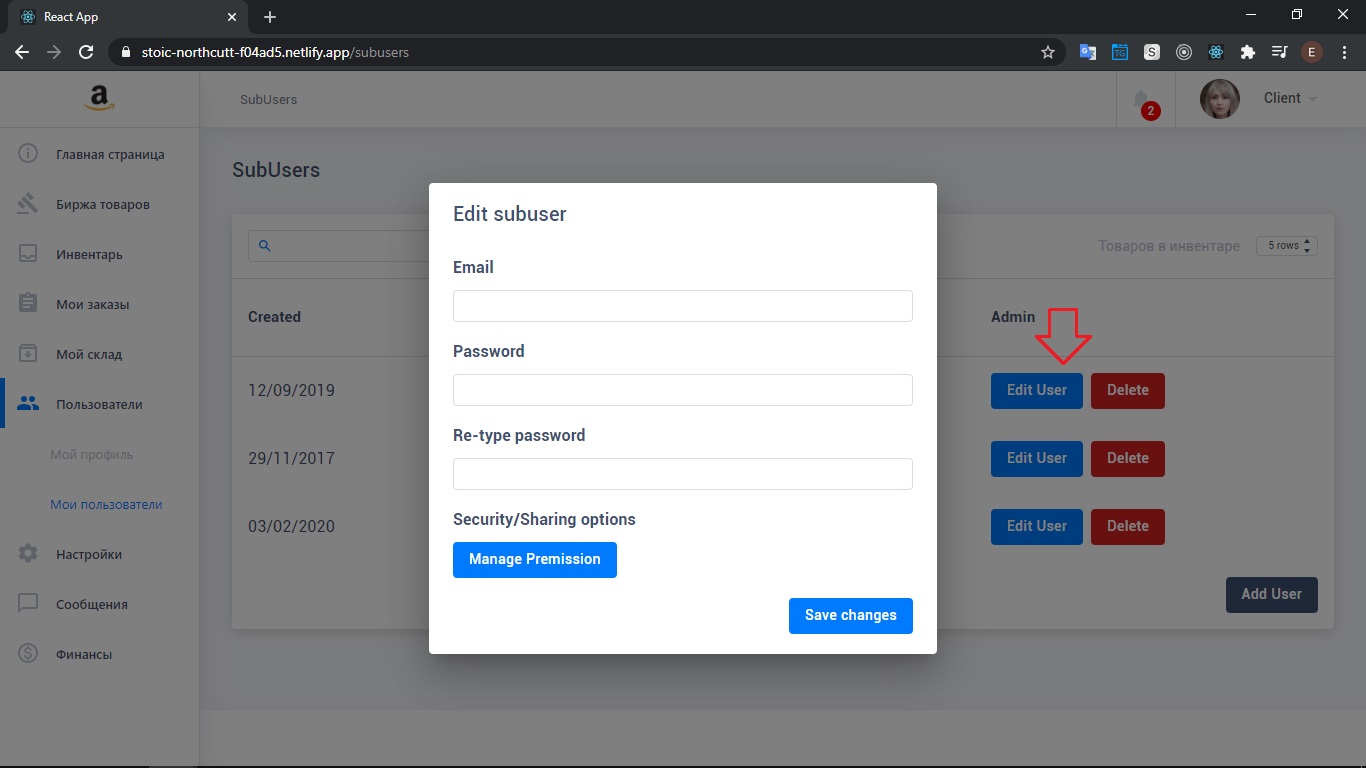 React App
stoic-northcutt-f04ad5.netlify.app/subusers
TG
S
E
a
SubUsers
2
Client
Главная страница
Биржа товаров
Инвентарь
Мои заказы
Мой склад
Пользователи
Мой профиль
Мои пользователи
Настройки
Сообщения
Финансы
SubUsers
Товаров в инвентаре
5 rows
Created
Admin
12/09/2019
Edit User
Delete
29/11/2017
Edit User
Delete
03/02/2020
Edit User
Delete
Add User
Edit subuser
Email
Password
Re-type password
Security/Sharing options
Manage Premission
Save changes